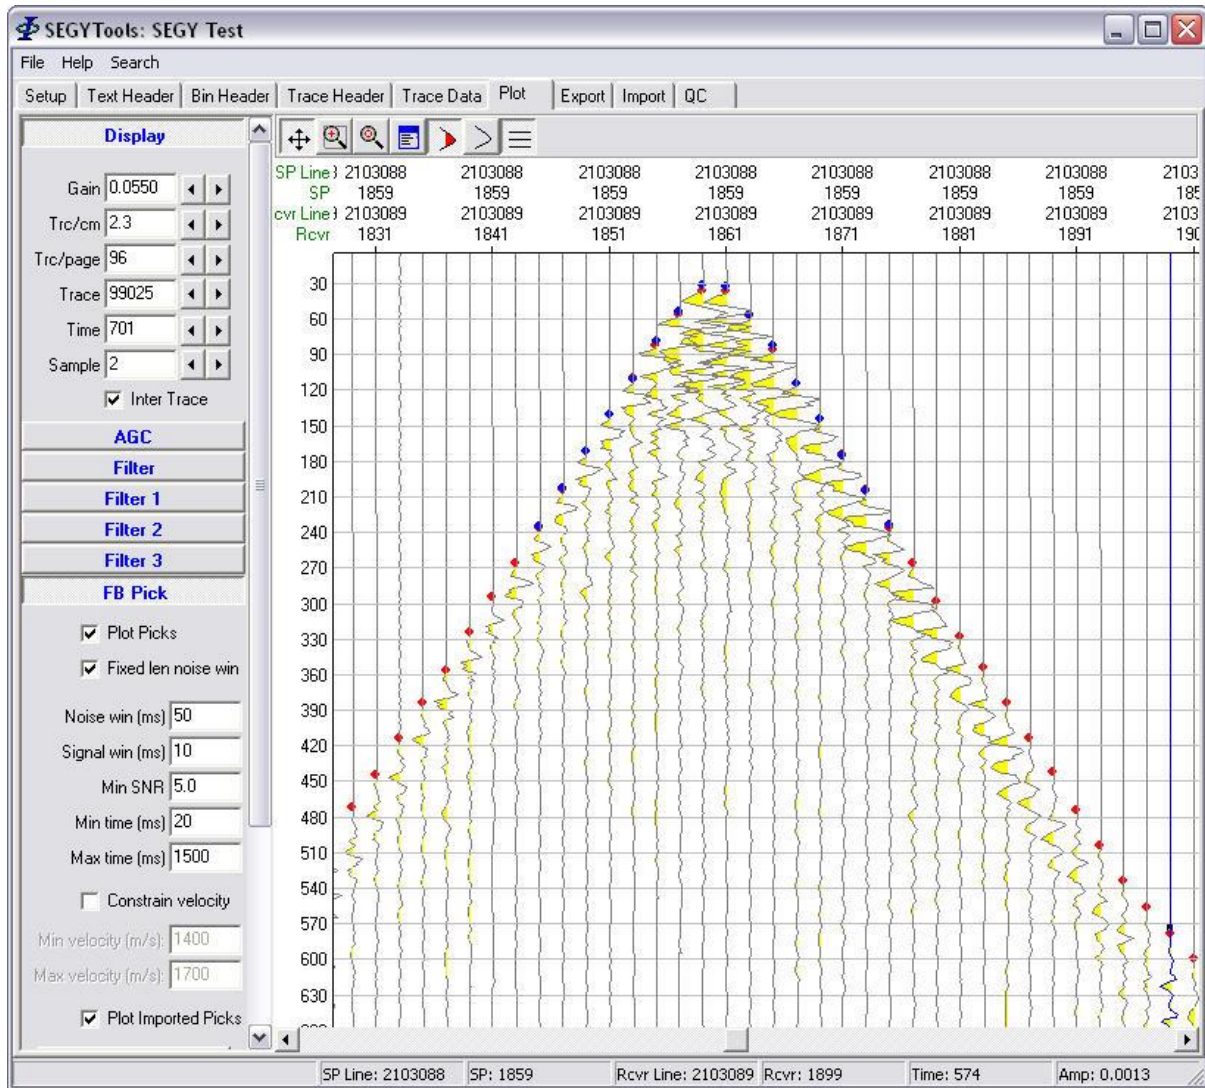 SEGYTools: SEGY Test
File Help Search
Setup Text Header Bin Header Trace Header Trace Data Plot Export Import QC
Display
Gain 0.0550
Trc/cm 2.3
Trc/page 96
Trace 99025
Time 701
Sample 2
Inter Trace
AGC
Filter
Filter 1
Filter 2
Filter 3
FB Pick
Plot Picks
Fixed len noise win
Noise win (ms) 50
Signal win (ms) 10
Min SNR 5.0
Min time (ms) 20
Max time (ms) 1500
Constrain velocity
Min velocity (m/s): 1400
Max velocity (m/s): 1700
Plot Imported Picks
SP Line 2103088 2103088 2103088 2103088 2103088 2103088 2103088 2103
SP 1859 1859 1859 1859 1859 1859 1859 185
cvr Line 2103089 2103089 2103089 2103089 2103089 2103089 2103089 2103
Rcvr 1831 1841 1851 1861 1871 1881 1891 190
30
60
90
120
150
180
210
240
270
300
330
360
390
420
450
480
510
540
570
600
630
SP Line: 2103088 SP: 1859 Rcvr Line: 2103089 Rcvr: 1899 Time: 574 Amp: 0.0013